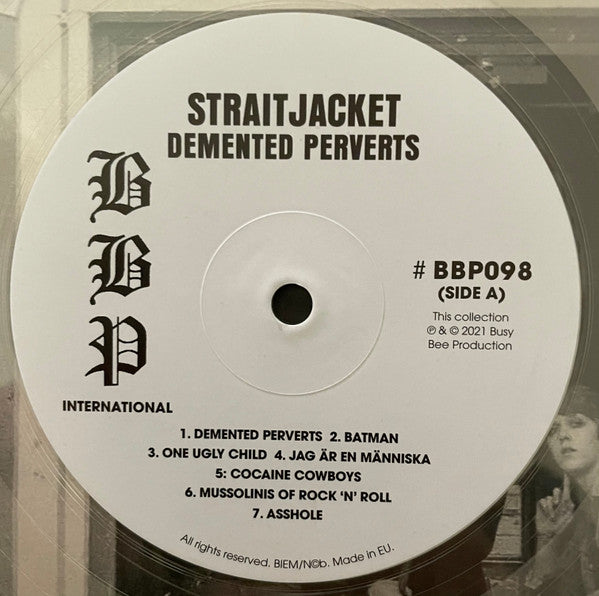 STRAITJACKET
DEMENTED PERVERTS
B
B
P
INTERNATIONAL
# BBP098
(SIDE A)
This collection
℗ & © 2021 Busy
Bee Production
1. DEMENTED PERVERTS 2. BATMAN
3. ONE UGLY CHILD 4. JAG ÄR EN MÄNNISKA
5: COCAINE COWBOYS
6. MUSSOLINIS OF ROCK ‘N’ ROLL
7. ASSHOLE
All rights reserved. BIEM/N©b. Made in EU.